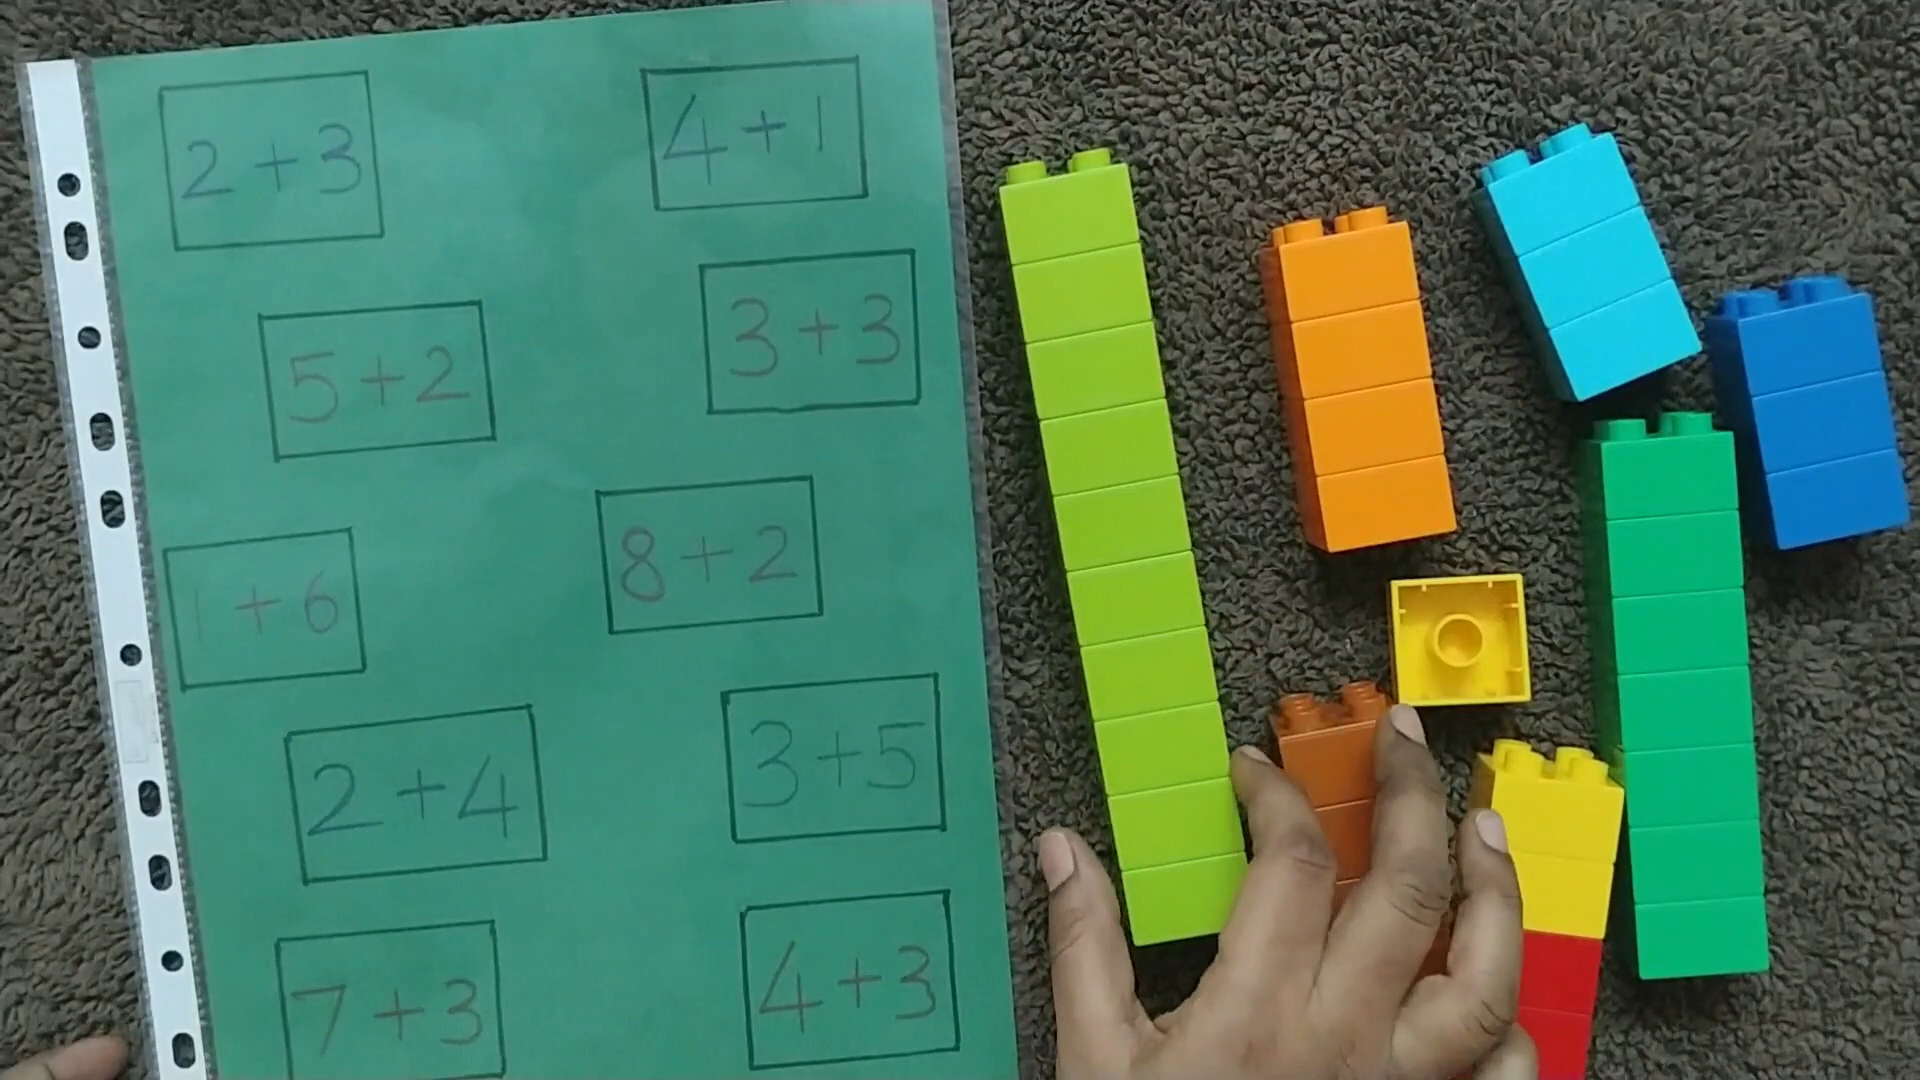 2 + 3
4 + 1
5 + 2
3 + 3
1 + 6
8 + 2
2 + 4
3 + 5
7 + 3
4 + 3